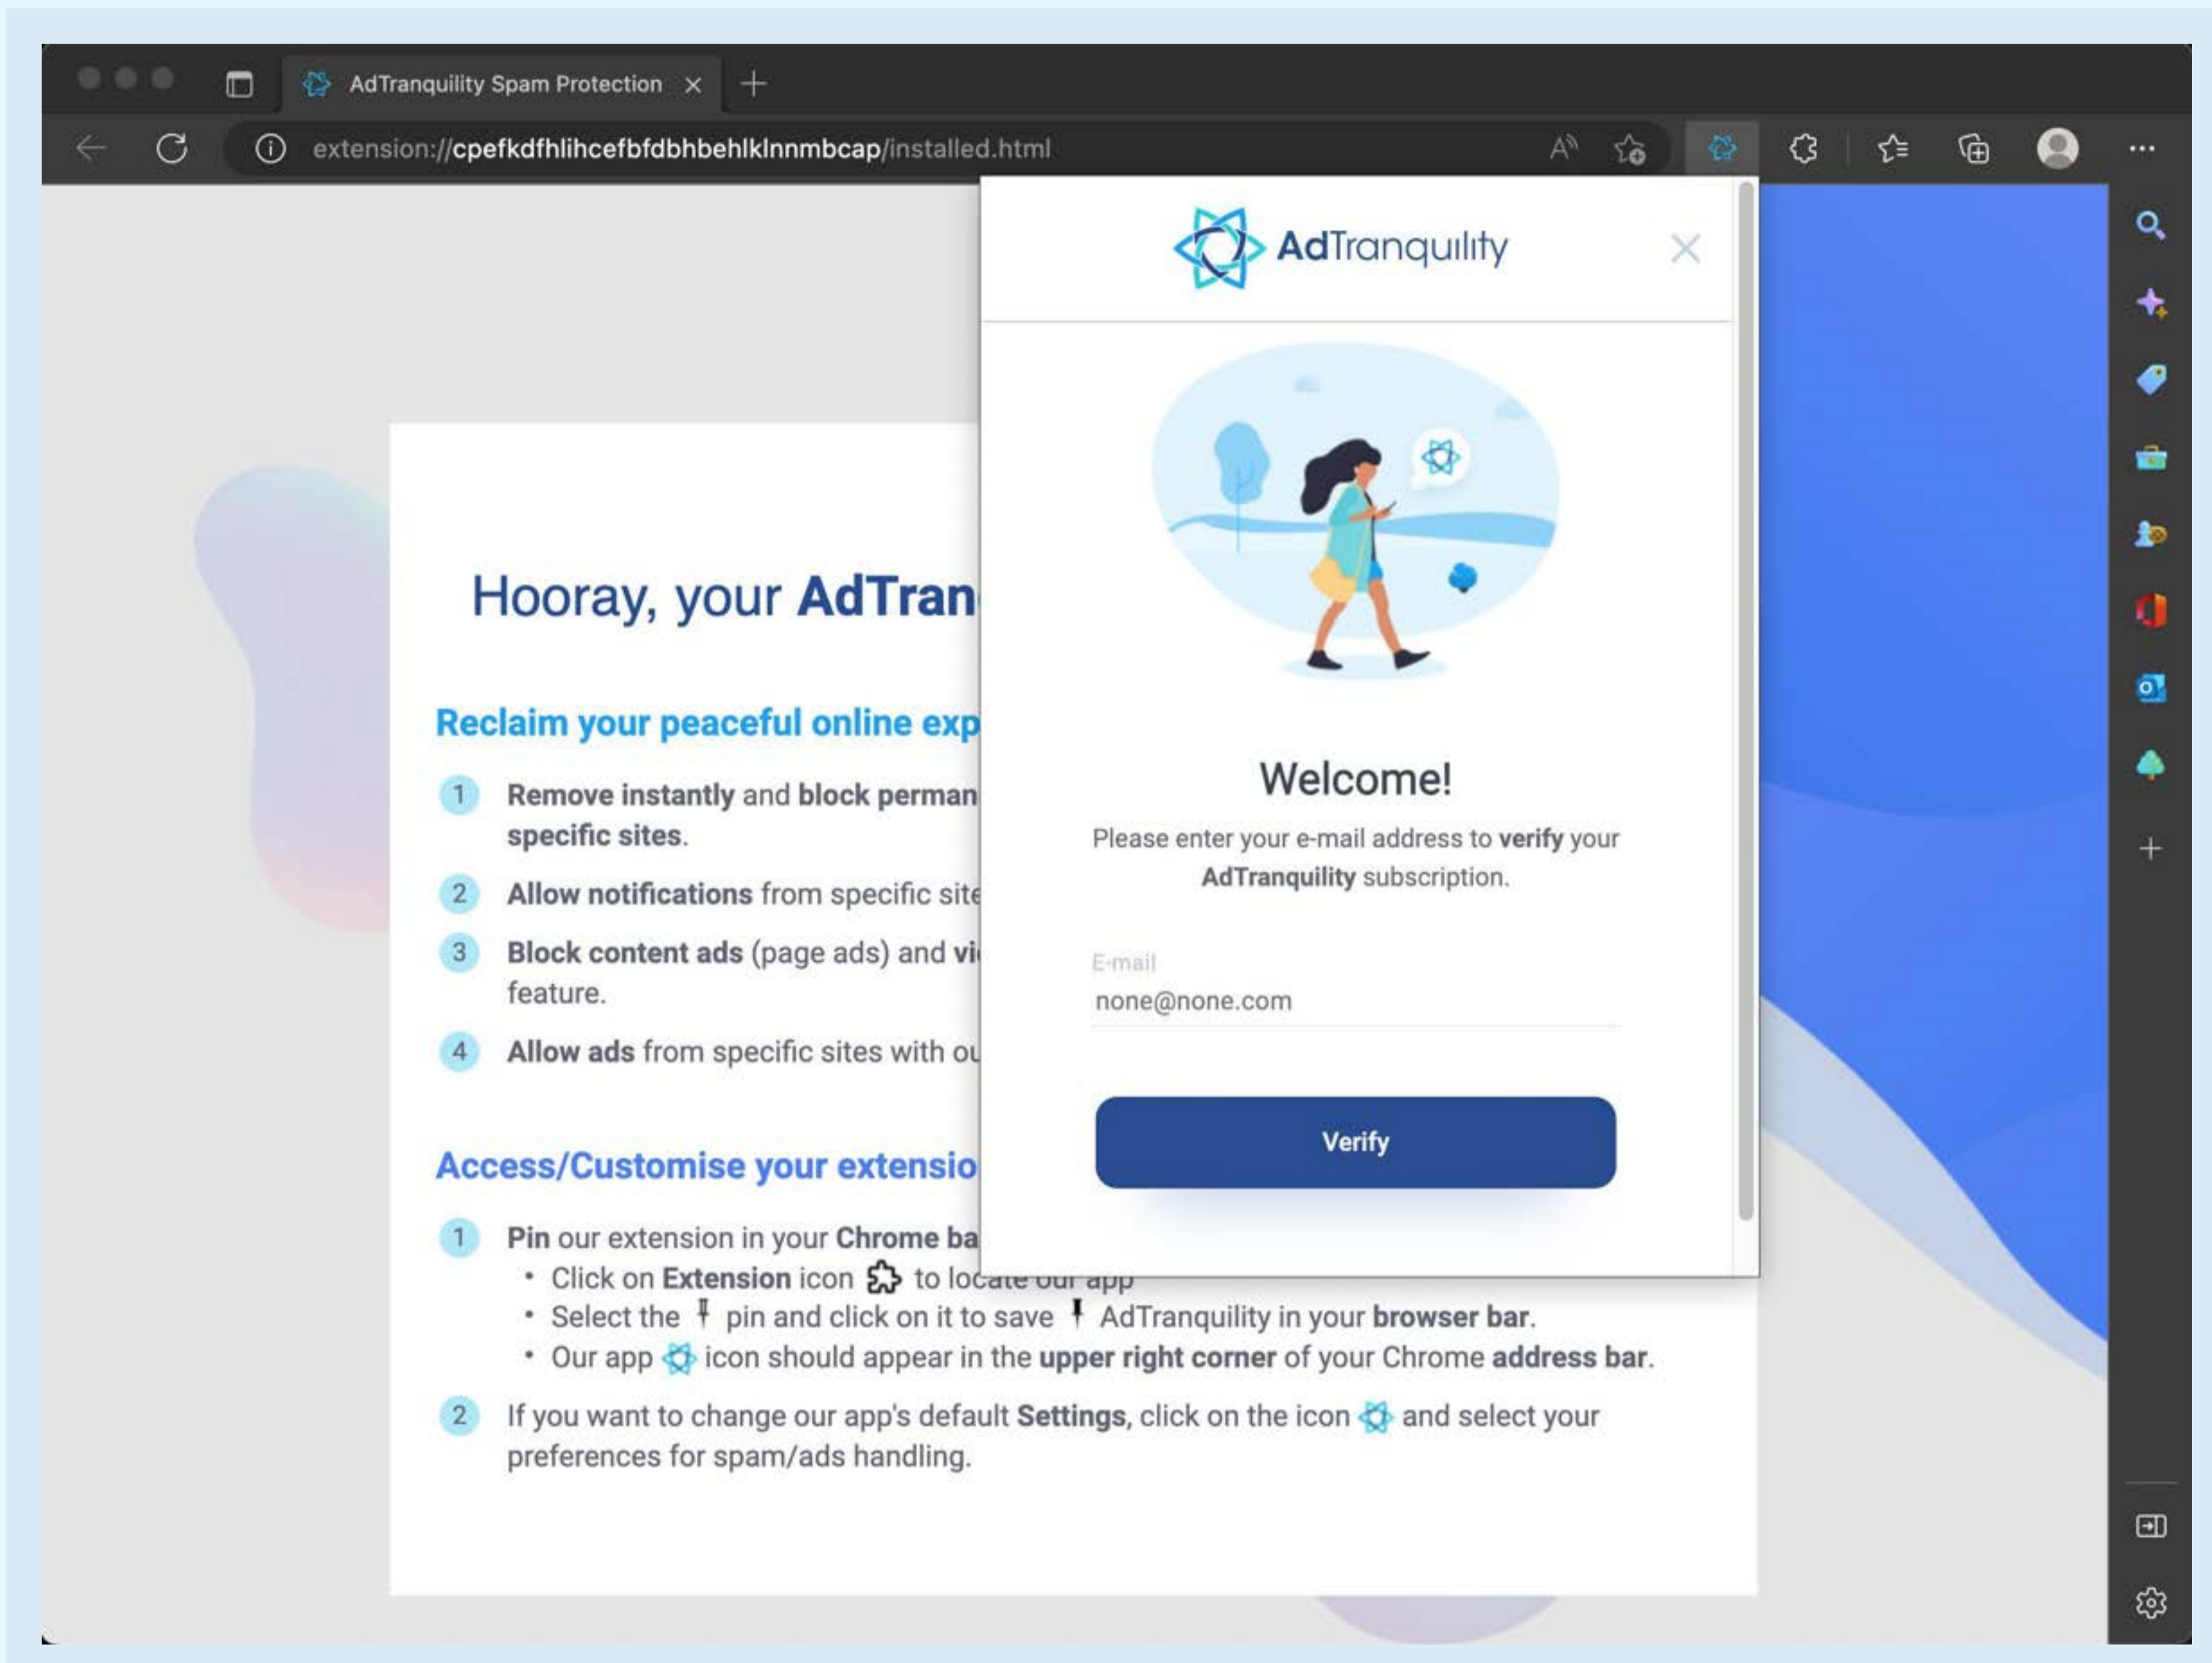 AdTranquility Spam Protection
extension://cpefkdfhlihcefbfdbhbehlklnnmbcap/installed.html
AdTranquility
Welcome!
Please enter your e-mail address to verify your
AdTranquility subscription.
E-mail
none@none.com
Verify
Hooray, your AdTran
Reclaim your peaceful online exp
1 Remove instantly and block perman
specific sites.
2 Allow notifications from specific site
3 Block content ads (page ads) and vi
feature.
4 Allow ads from specific sites with ou
Access/Customise your extensio
1 Pin our extension in your Chrome ba
• Click on Extension icon to locate our app
• Select the pin and click on it to save AdTranquility in your browser bar.
• Our app icon should appear in the upper right corner of your Chrome address bar.
2 If you want to change our app's default Settings, click on the icon and select your
preferences for spam/ads handling.